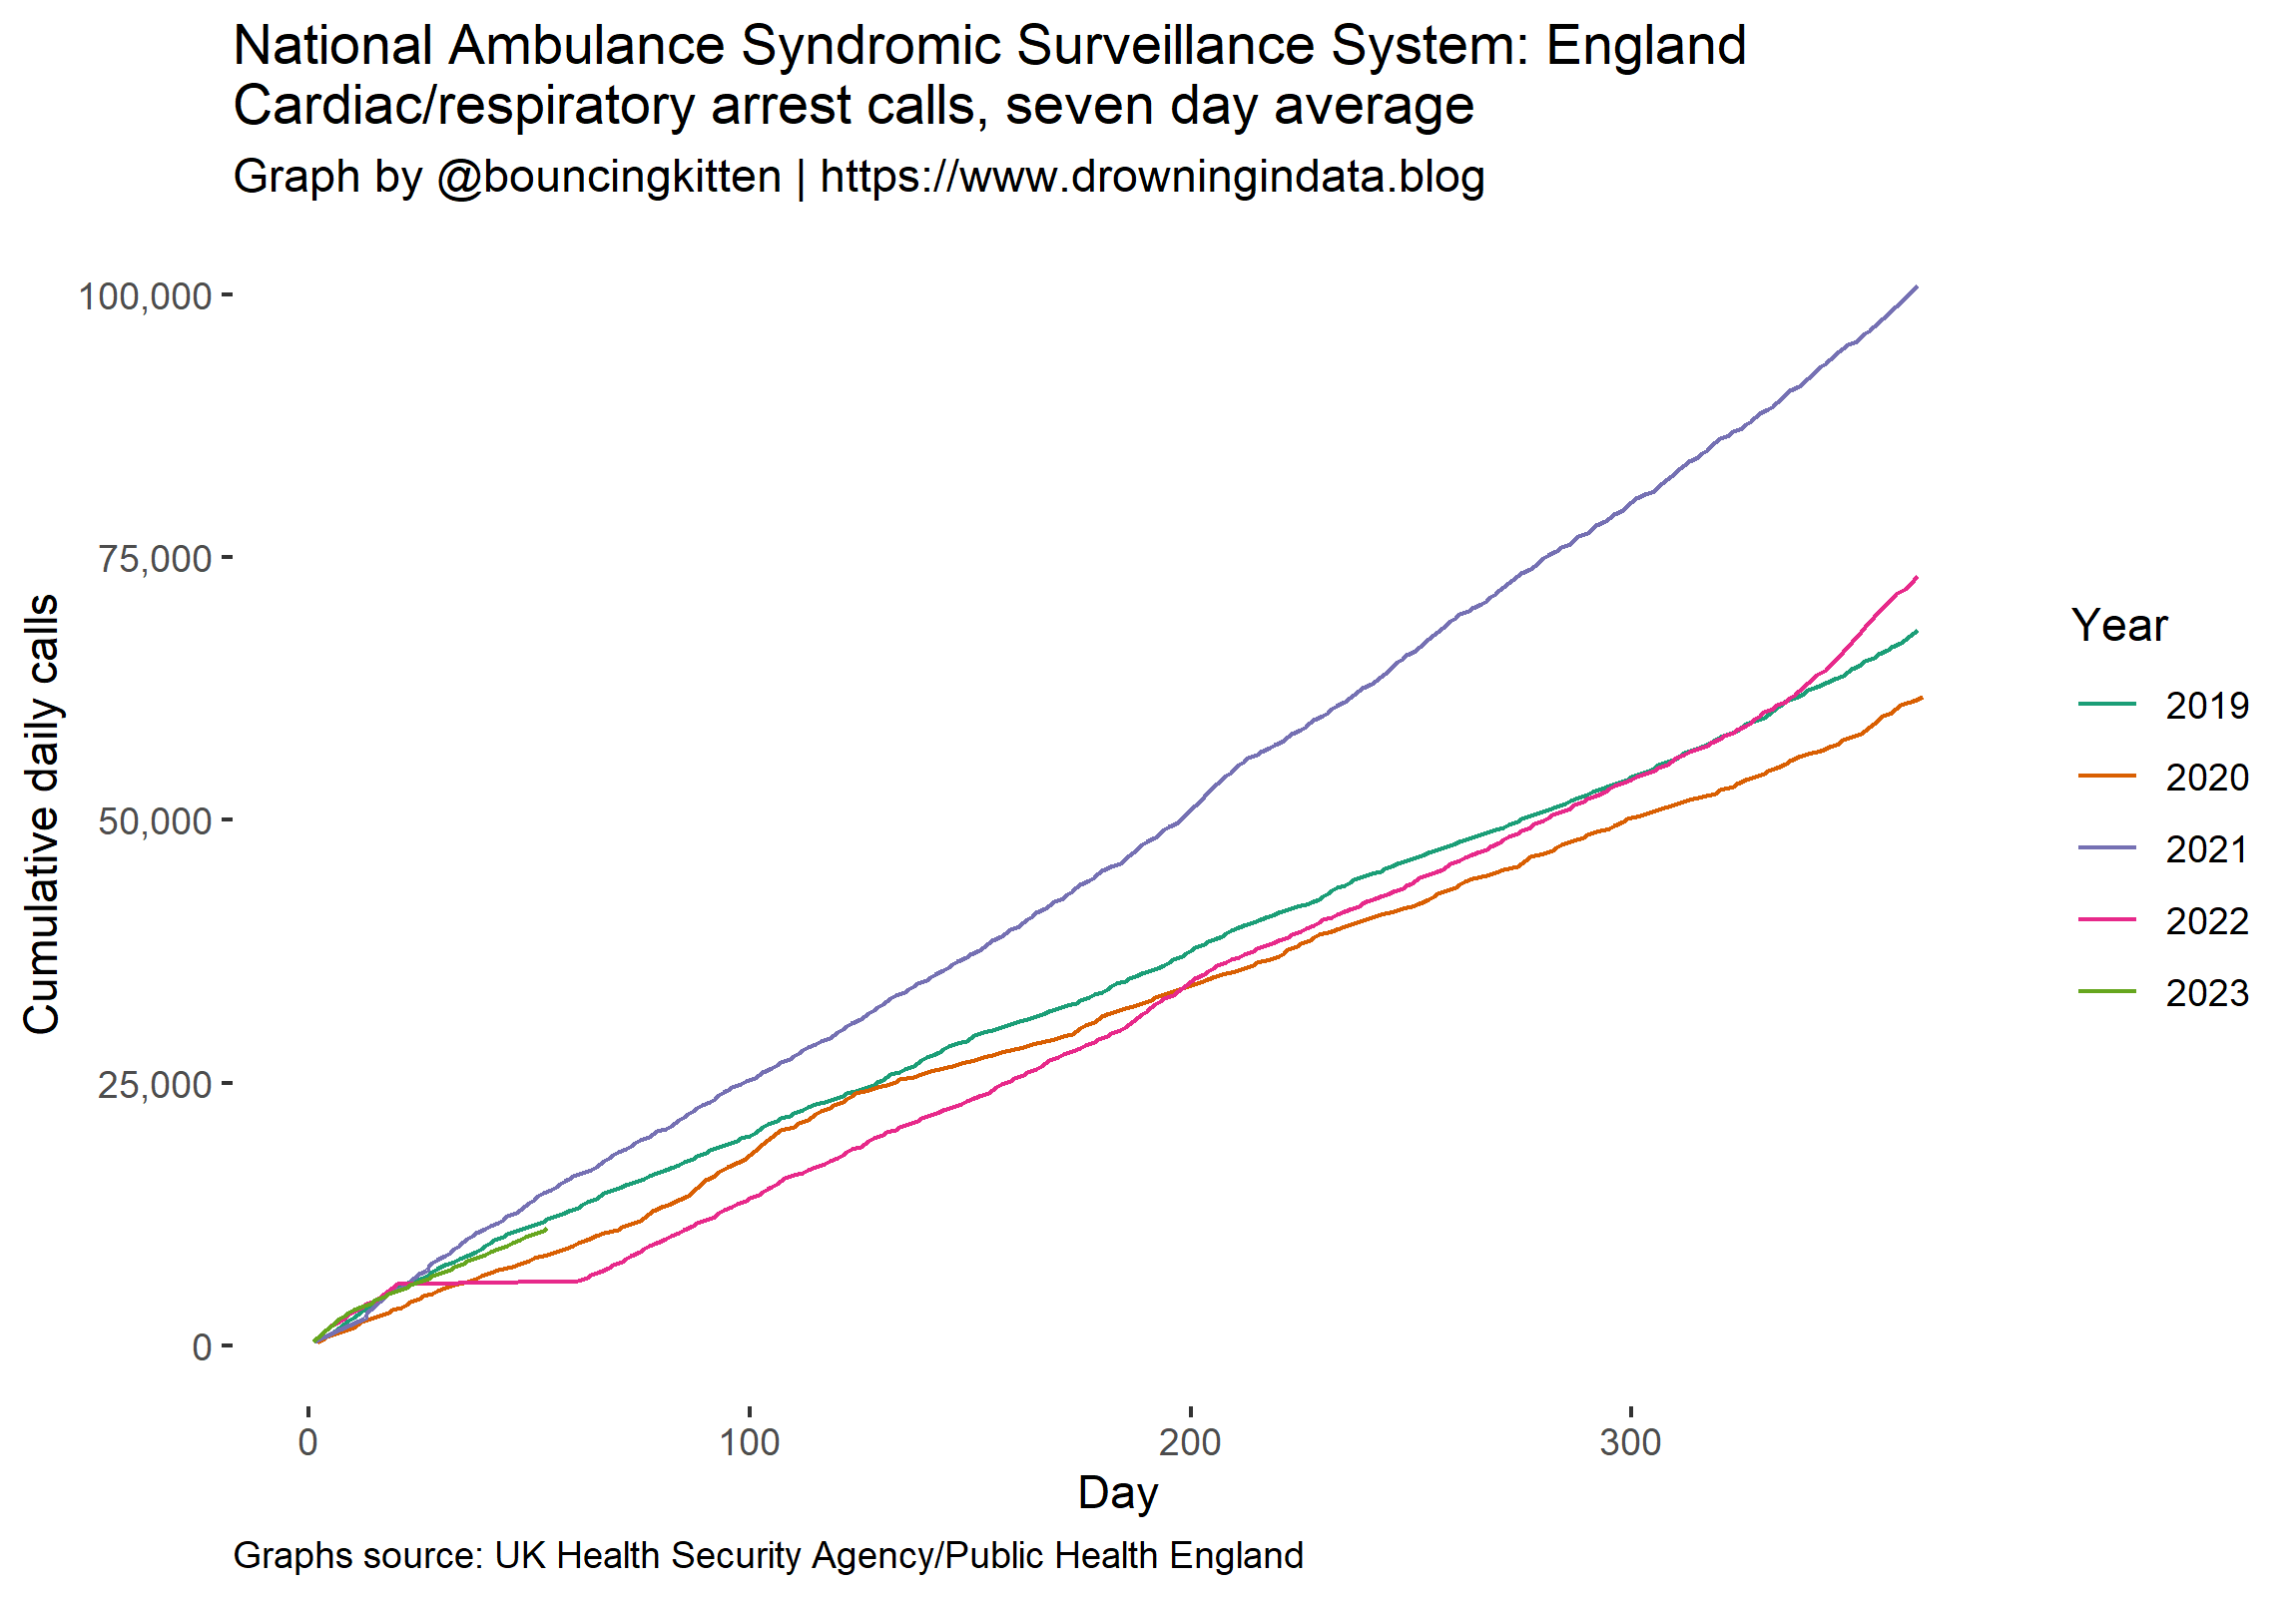 National Ambulance Syndromic Surveillance System: England
Cardiac/respiratory arrest calls, seven day average
Graph by @bouncingkitten | https://www.drowningindata.blog
100,000
75,000
50,000
25,000
0
Cumulative daily calls
0
100
200
300
Day
Year
2019
2020
2021
2022
2023
Graphs source: UK Health Security Agency/Public Health England